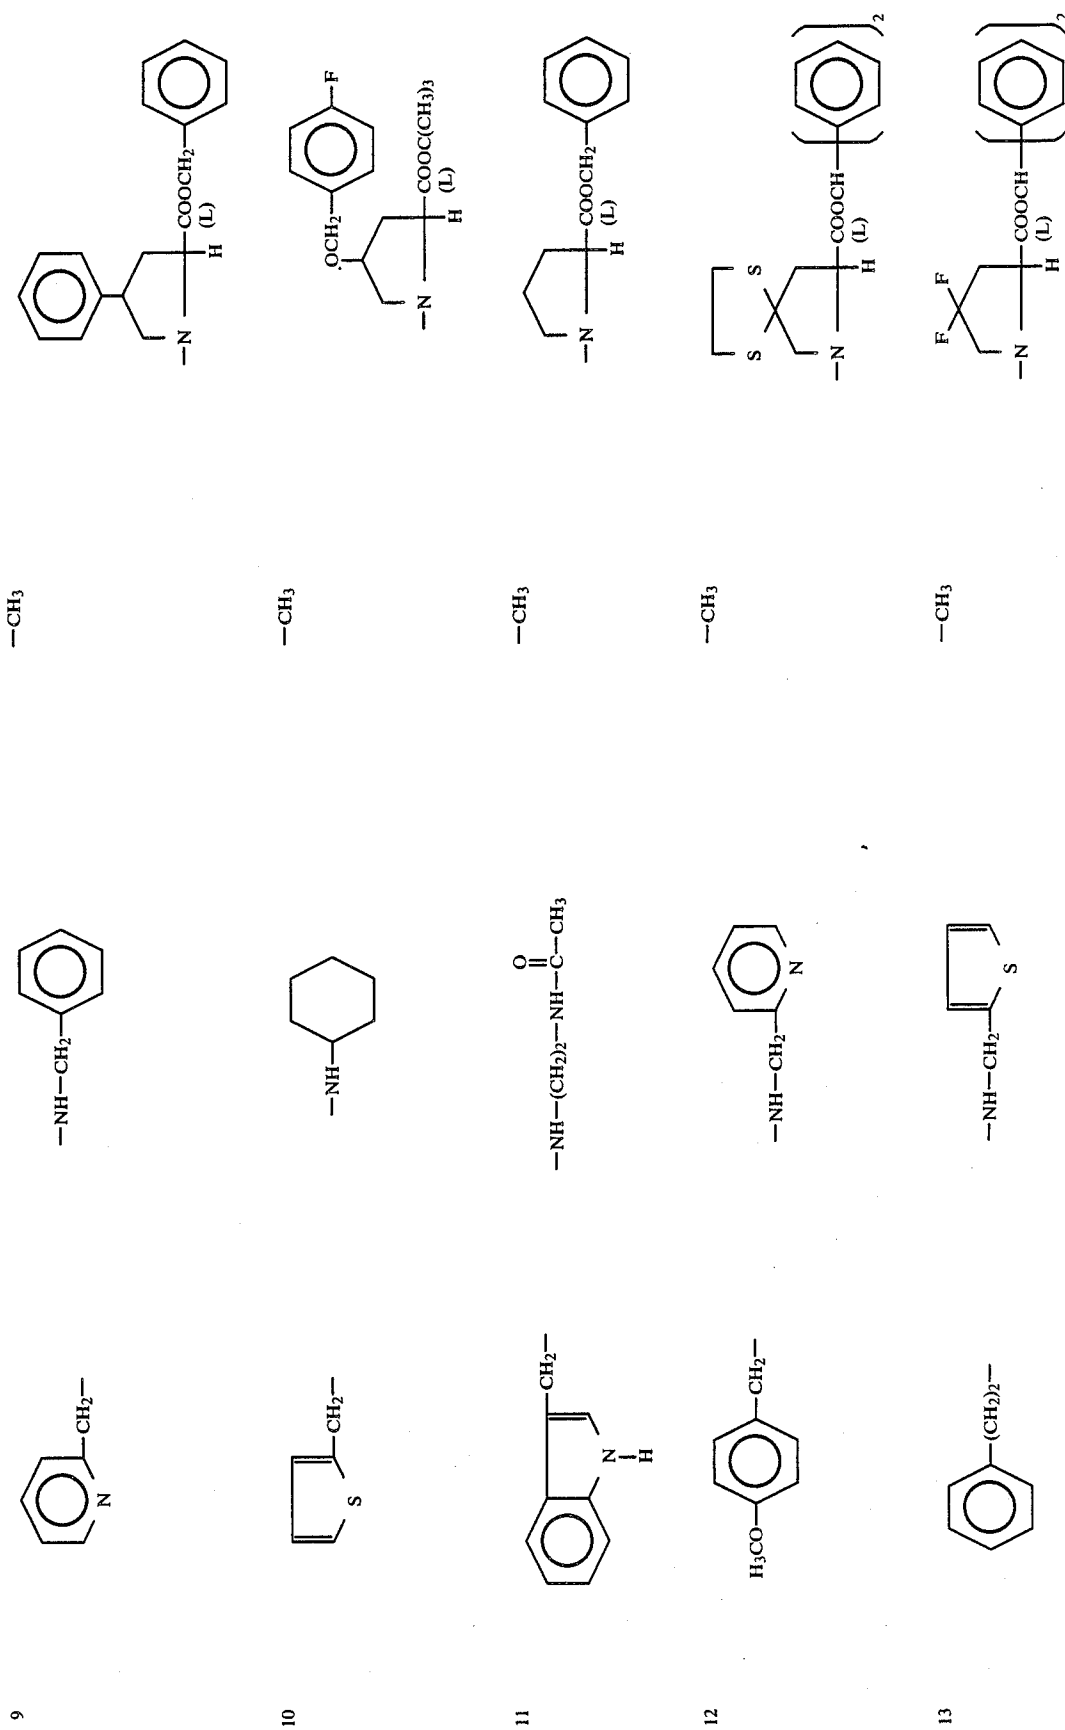 9
N
CH2—
—NH—CH2
—CH3
—N
H
COOCH2
(L)
10
S
CH2—
—NH—
—CH3
OCH2
F
—N
H
COOC(CH3)3
(L)
11
CH2—
N
H
—NH—(CH2)2—NH—C—CH3
O
—CH3
—N
H
COOCH2
(L)
12
H3CO
CH2—
—NH—CH2
N
—CH3
S
S
—N
H
COOCH
(L)
2
13
(CH2)2—
—NH—CH2
S
—CH3
F
F
—N
H
COOCH
(L)
2